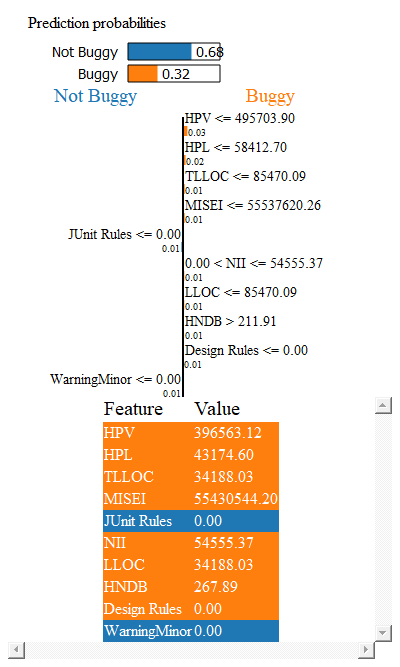 Prediction probabilities
Not Buggy 0.68
Buggy 0.32
Not Buggy Buggy
HPV <= 495703.90
0.03
HPL <= 58412.70
0.02
TLLOC <= 85470.09
0.01
MISEI <= 55537620.26
0.01
JUnit Rules <= 0.00
0.01
0.00 < NII <= 54555.37
0.01
LLOC <= 85470.09
0.01
HNDB > 211.91
0.01
Design Rules <= 0.00
0.01
WarningMinor <= 0.00
0.01
Feature Value
HPV 396563.12
HPL 43174.60
TLLOC 34188.03
MISEI 55430544.20
JUnit Rules 0.00
NII 54555.37
LLOC 34188.03
HNDB 267.89
Design Rules 0.00
WarningMinor 0.00